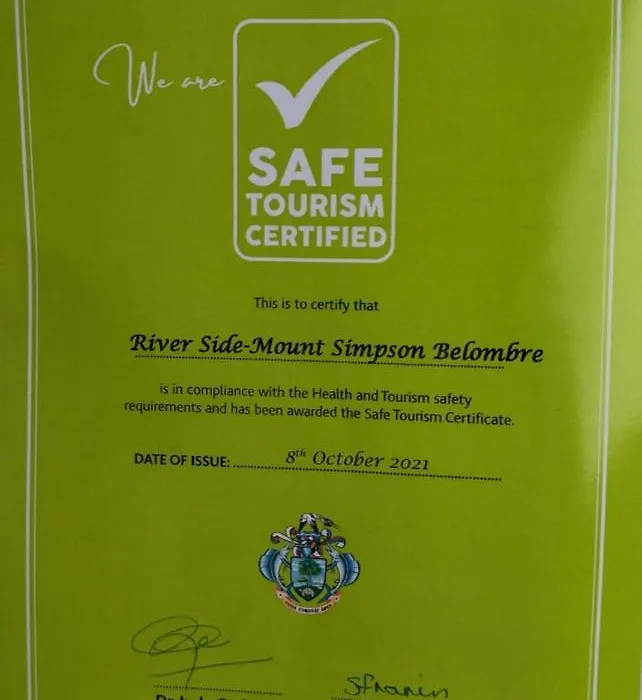 We are
SAFE
TOURISM
CERTIFIED
This is to certify that
River Side-Mount Simpson Belombre
is in compliance with the Health and Tourism safety
requirements and has been awarded the Safe Tourism Certificate.
DATE OF ISSUE: 8th October 2021
SFrancis